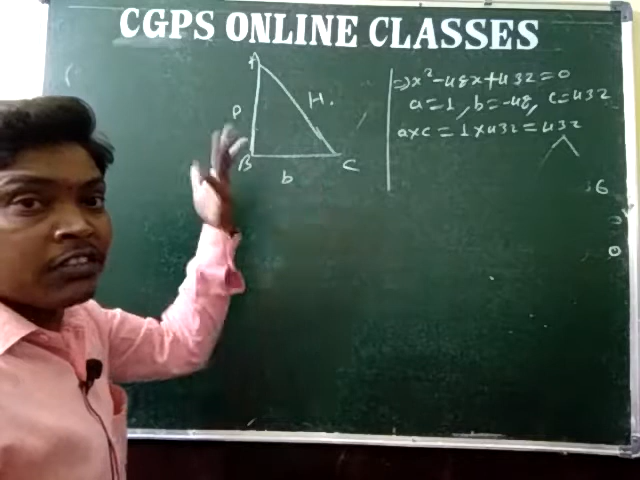 CGPS ONLINE CLASSES
A
P
H.
B
b
C
=> x² - 48x + 432 = 0
a = 1, b = -48, c = 432
a×c = 1 × 432 = 432
6